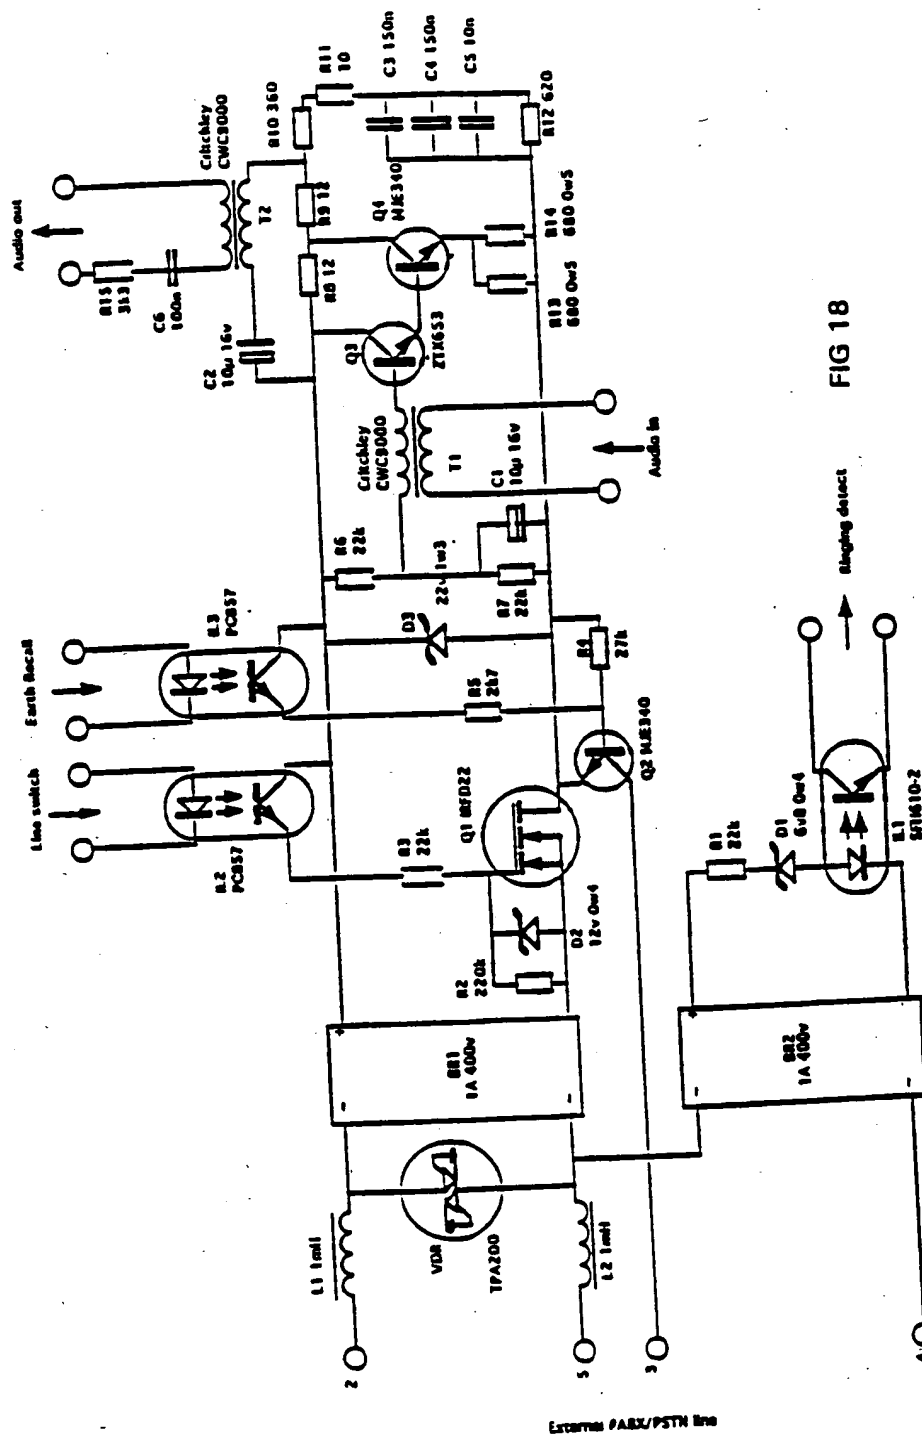 External PABX/PSTN line
2
5
3
4
L1 1mH
L2 1mH
VDR
TPA200
BR1
1A 400v
+
-
-
BR2
1A 400v
+
-
-
R2
220k
D2
12v 0w4
R3
22k
Q1 IRFD22
Q2 MJE340
R5
2k7
R4
27k
Line switch
IL2
PC857
Earth Recall
IL3
PC857
D3
22v 1w3
R6
22k
R7
22k
C1
10µ 16v
Critchley
CWC9000
T1
Audio in
Q3
ZTX653
Q4
MJE340
R8 12
R9 12
R10 360
R11
10
C2
10µ 16v
T2
Critchley
CWC9000
C6
100n
R15
3k3
Audio out
C3 150n
C4 150n
C5 10n
R12 620
R13
680 0w5
R14
680 0w5
R1
22k
D1
6v8 0w4
IL1
Ringing detect
FIG 18